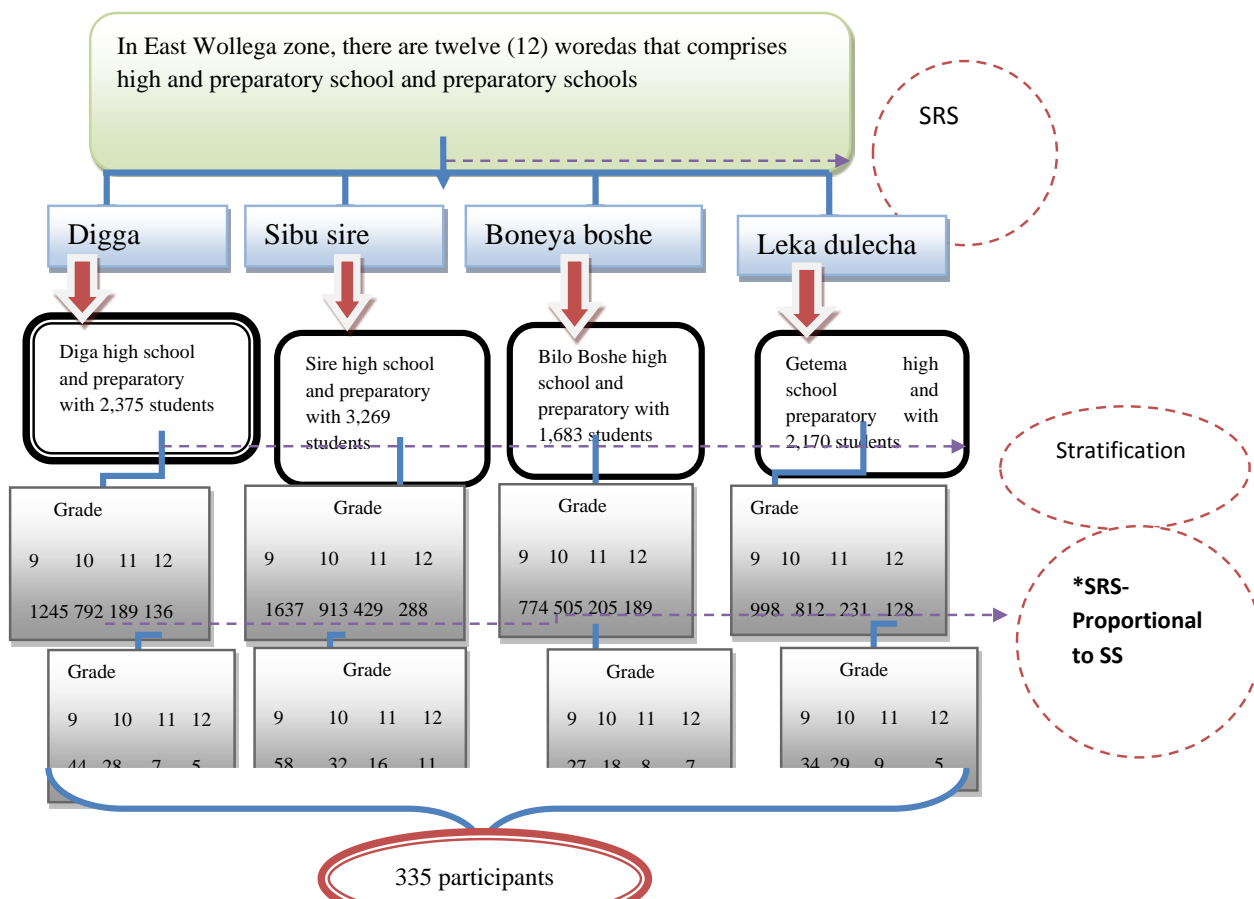 In East Wollega zone, there are twelve (12) woredas that comprises
high and preparatory school and preparatory schools
SRS
Digga
Sibu sire
Boneya boshe
Leka dulecha
Diga high school
and preparatory
with 2,375 students
Sire high school
and preparatory
with 3,269
students
Bilo Boshe high
school and
preparatory with
1,683 students
Getema high
school and
preparatory with
2,170 students
Stratification
Grade
9 10 11 12
1245 792 189 136
Grade
9 10 11 12
1637 913 429 288
Grade
9 10 11 12
774 505 205 189
Grade
9 10 11 12
998 812 231 128
*SRS-
Proportional
to SS
Grade
9 10 11 12
44 28 7 5
Grade
9 10 11 12
58 32 16 11
Grade
9 10 11 12
27 18 8 7
Grade
9 10 11 12
34 29 9 5
335 participants